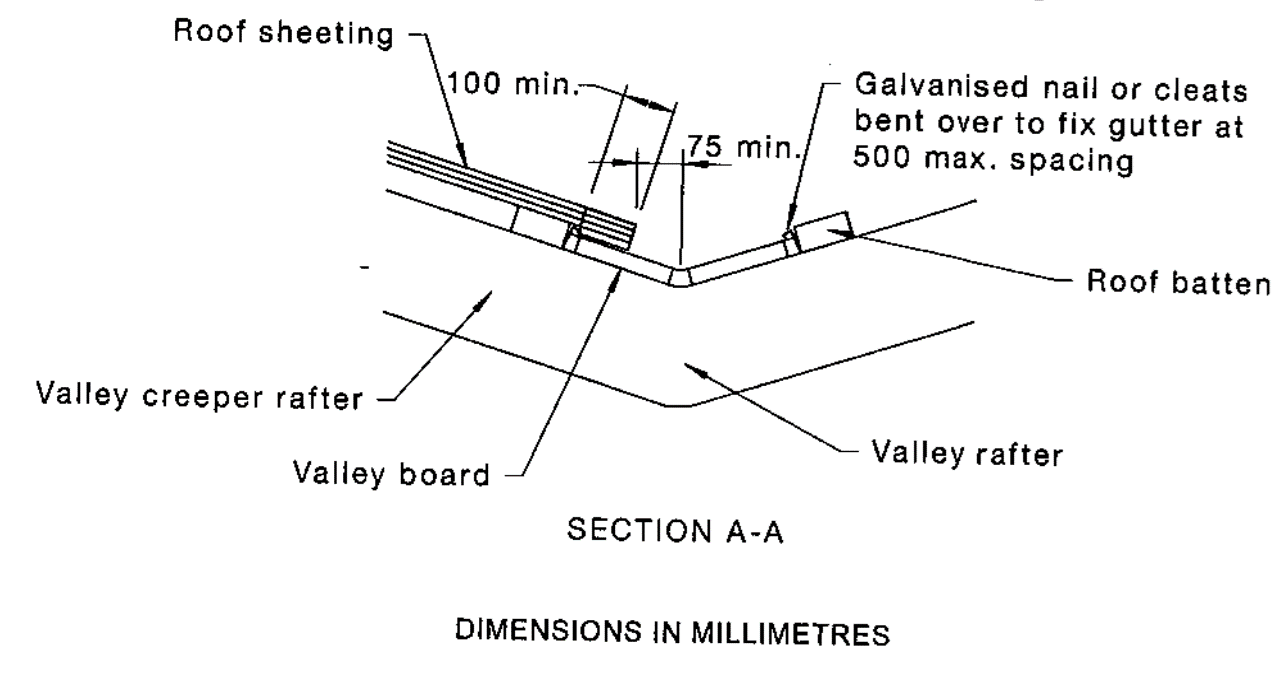 Roof sheeting
100 min.
75 min.
Galvanised nail or cleats
bent over to fix gutter at
500 max. spacing
Roof batten
Valley creeper rafter
Valley rafter
Valley board
SECTION A-A
DIMENSIONS IN MILLIMETRES